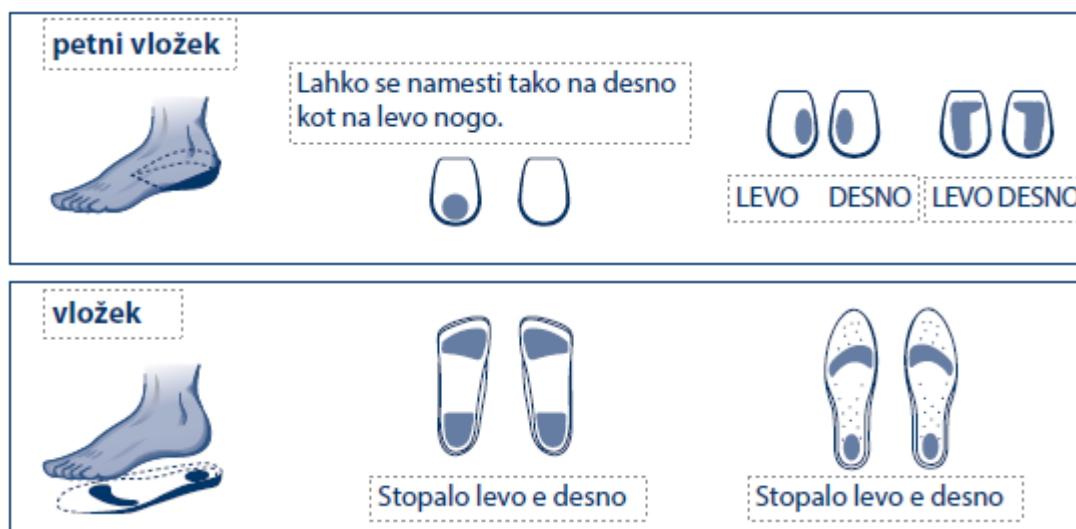 petni vložek
Lahko se namesti tako na desno
kot na levo nogo.
LEVO DESNO
LEVO DESNO
vložek
Stopalo levo e desno
Stopalo levo e desno